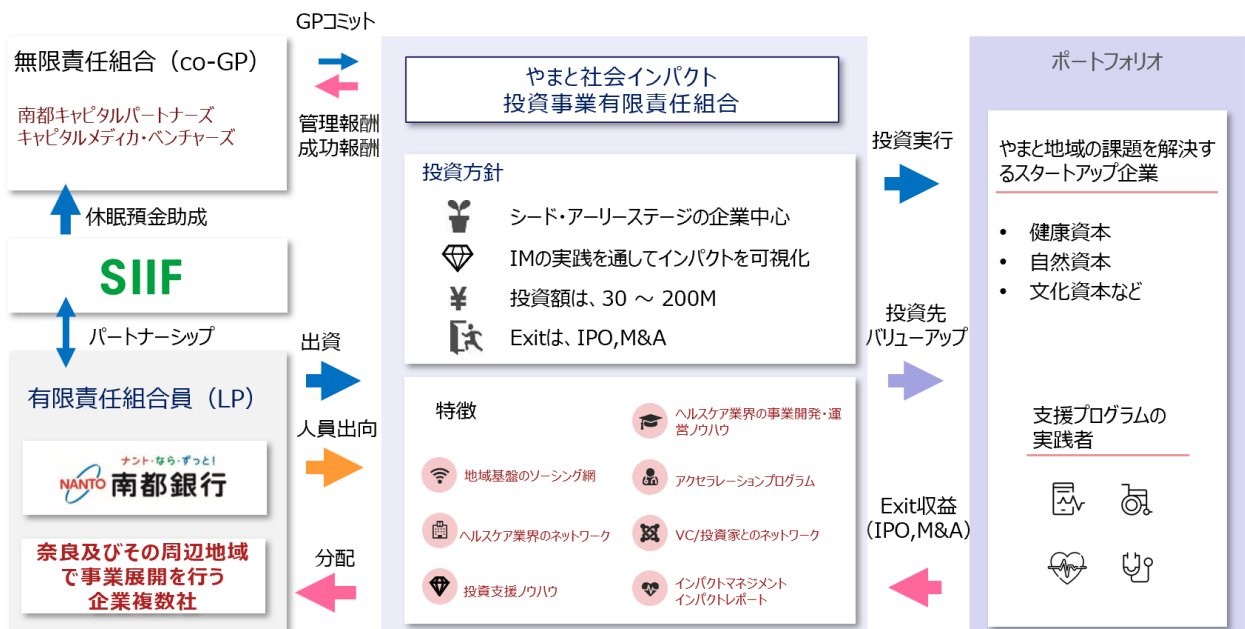 GPコミット
無限責任組合（co-GP）
南都キャピタルパートナーズ
キャピタルメディカ・ベンチャーズ
管理報酬
成功報酬
休眠預金助成
SIIF
パートナーシップ
有限責任組合員（LP）
ナント・なら・ずっと!
NANTO 南都銀行
奈良及びその周辺地域
で事業展開を行う
企業複数社
出資
人員出向
分配
やまと社会インパクト
投資事業有限責任組合
投資方針
シード・アーリーステージの企業中心
IMの実践を通してインパクトを可視化
¥
投資額は、30 ～ 200M
Exitは、IPO,M&A
特徴
地域基盤のソーシング網
ヘルスケア業界のネットワーク
投資支援ノウハウ
ヘルスケア業界の事業開発・運
営ノウハウ
アクセラレーションプログラム
VC/投資家とのネットワーク
インパクトマネジメント
インパクトレポート
投資実行
投資先
バリューアップ
Exit収益
(IPO,M&A)
ポートフォリオ
やまと地域の課題を解決す
るスタートアップ企業
• 健康資本
• 自然資本
• 文化資本など
支援プログラムの
実践者